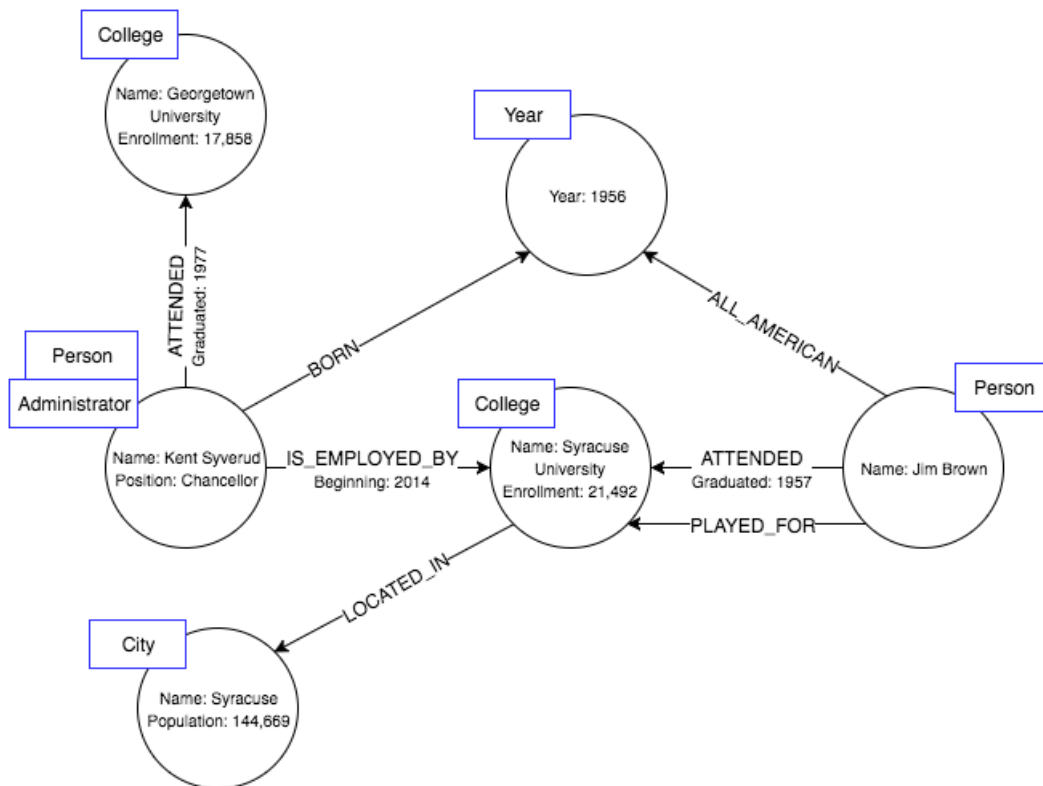 College
Name: Georgetown
University
Enrollment: 17,858
Year
Year: 1956
ATTENDED
Graduated: 1977
BORN
ALL_AMERICAN
Person
Administrator
Name: Kent Syverud
Position: Chancellor
IS_EMPLOYED_BY
Beginning: 2014
College
Name: Syracuse
University
Enrollment: 21,492
ATTENDED
Graduated: 1957
PLAYED_FOR
Person
Name: Jim Brown
LOCATED_IN
City
Name: Syracuse
Population: 144,669